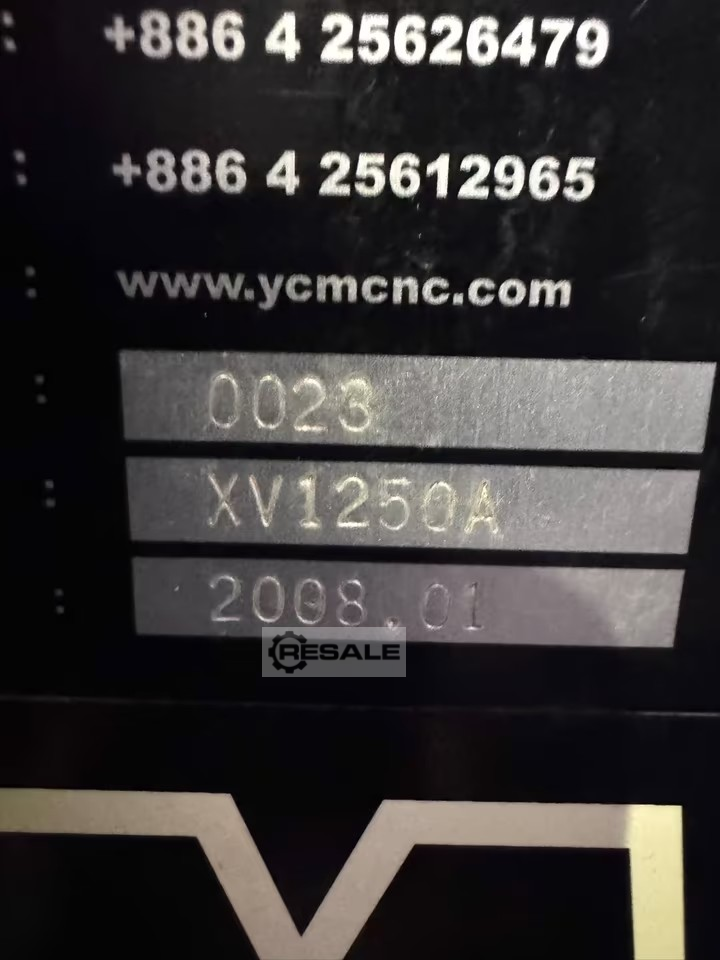 : +886 4 25626479
: +886 4 25612965
: www.ycmcnc.com
: 0023
: XV1250A
: 2008.01
RESALE